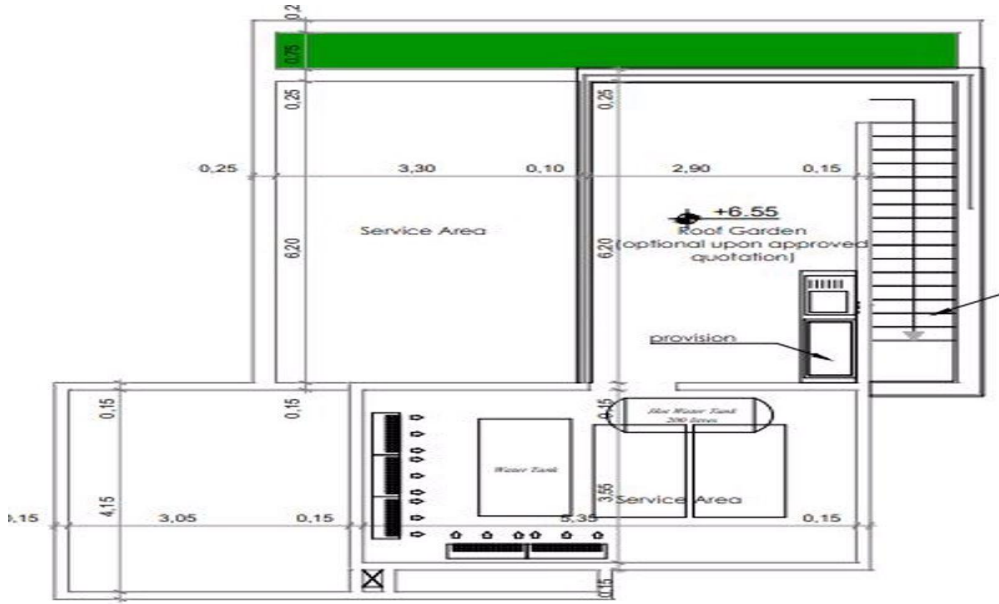 0,2
0,75
0,25
0,25
0,25
3,30
0,10
2,90
0,15
+6.55
Service Area
Roof Garden
(optional upon approved
quotation)
6,20
6,20
provision
0,15
0,15
0,15
Hot Water Tank
200 litres
Water Tank
4,15
3,55
Service Area
0,15
3,05
0,15
5,35
0,15
0,15